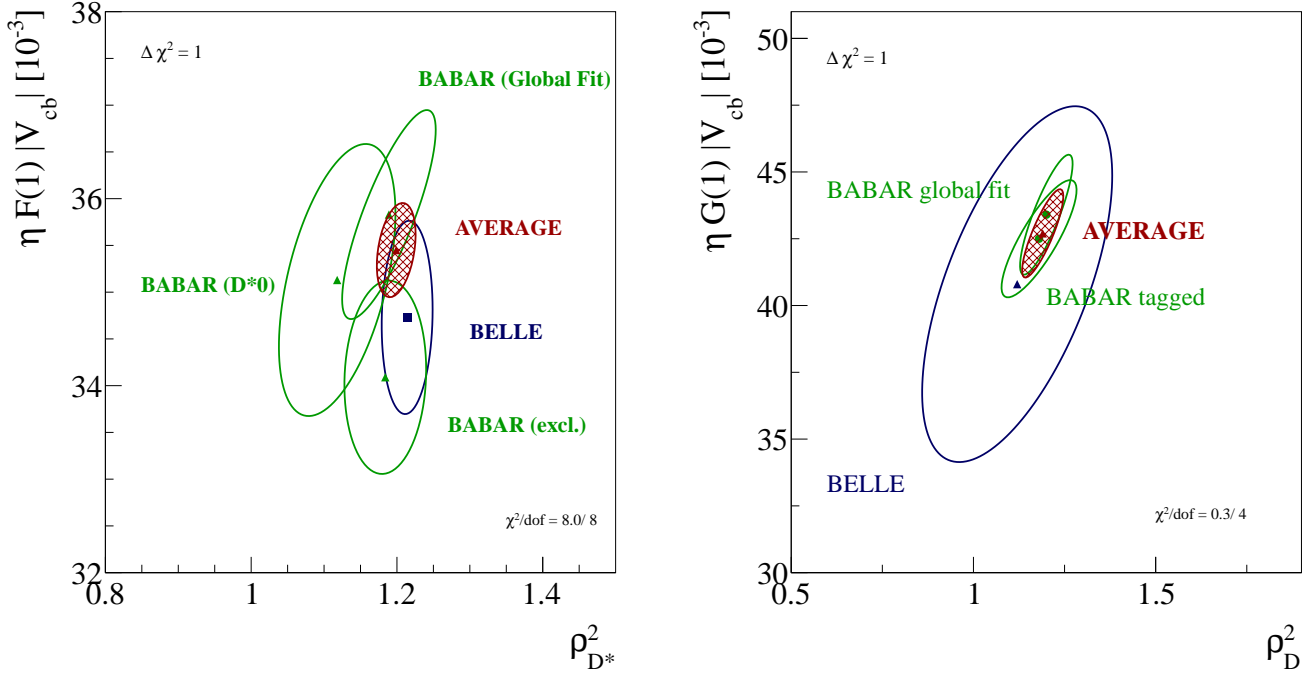 η F(1) |V_cb| [10^-3]
38
36
34
32
Δ χ² = 1
BABAR (Global Fit)
AVERAGE
BABAR (D*0)
BELLE
BABAR (excl.)
χ²/dof = 8.0/ 8
0.8
1
1.2
1.4
ρ²_D*
η G(1) |V_cb| [10^-3]
50
45
40
35
30
Δ χ² = 1
BABAR global fit
AVERAGE
BABAR tagged
BELLE
χ²/dof = 0.3/ 4
0.5
1
1.5
ρ²_D